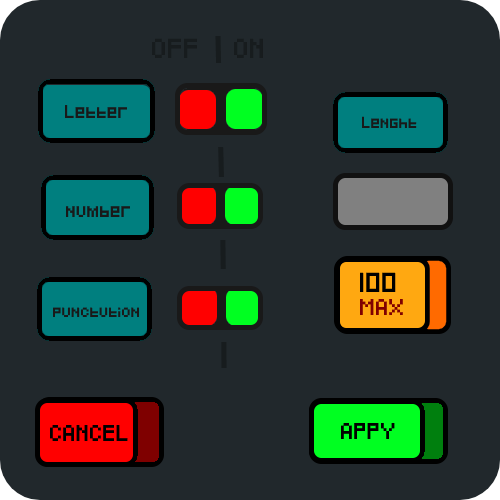 OFF | ON
Letter
Lenght
Number
100
MAX
PUNCtUtiON
CANCEL
APPY